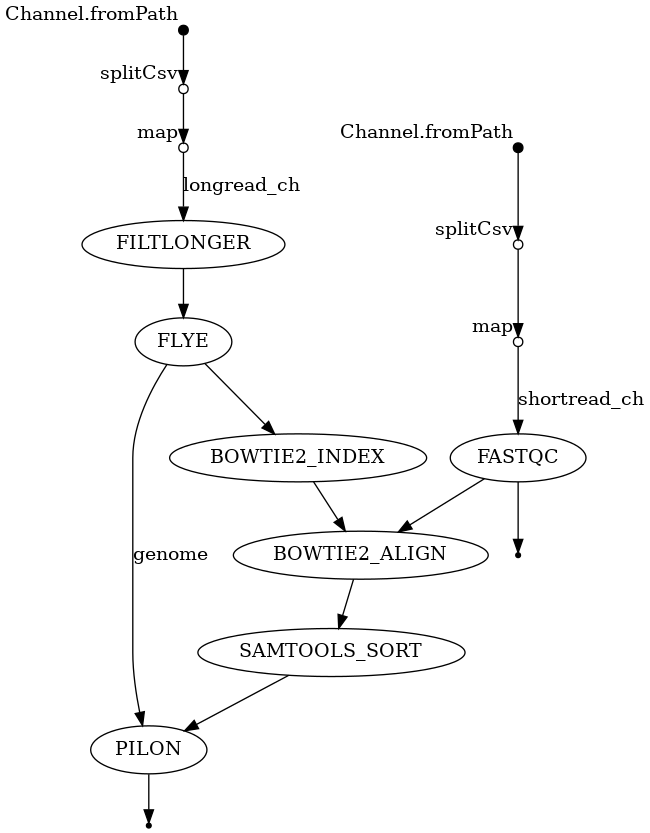 Channel.fromPath
splitCsv
map
Channel.fromPath
longread_ch
splitCsv
FILTLONGER
map
FLYE
shortread_ch
BOWTIE2_INDEX
FASTQC
genome
BOWTIE2_ALIGN
SAMTOOLS_SORT
PILON